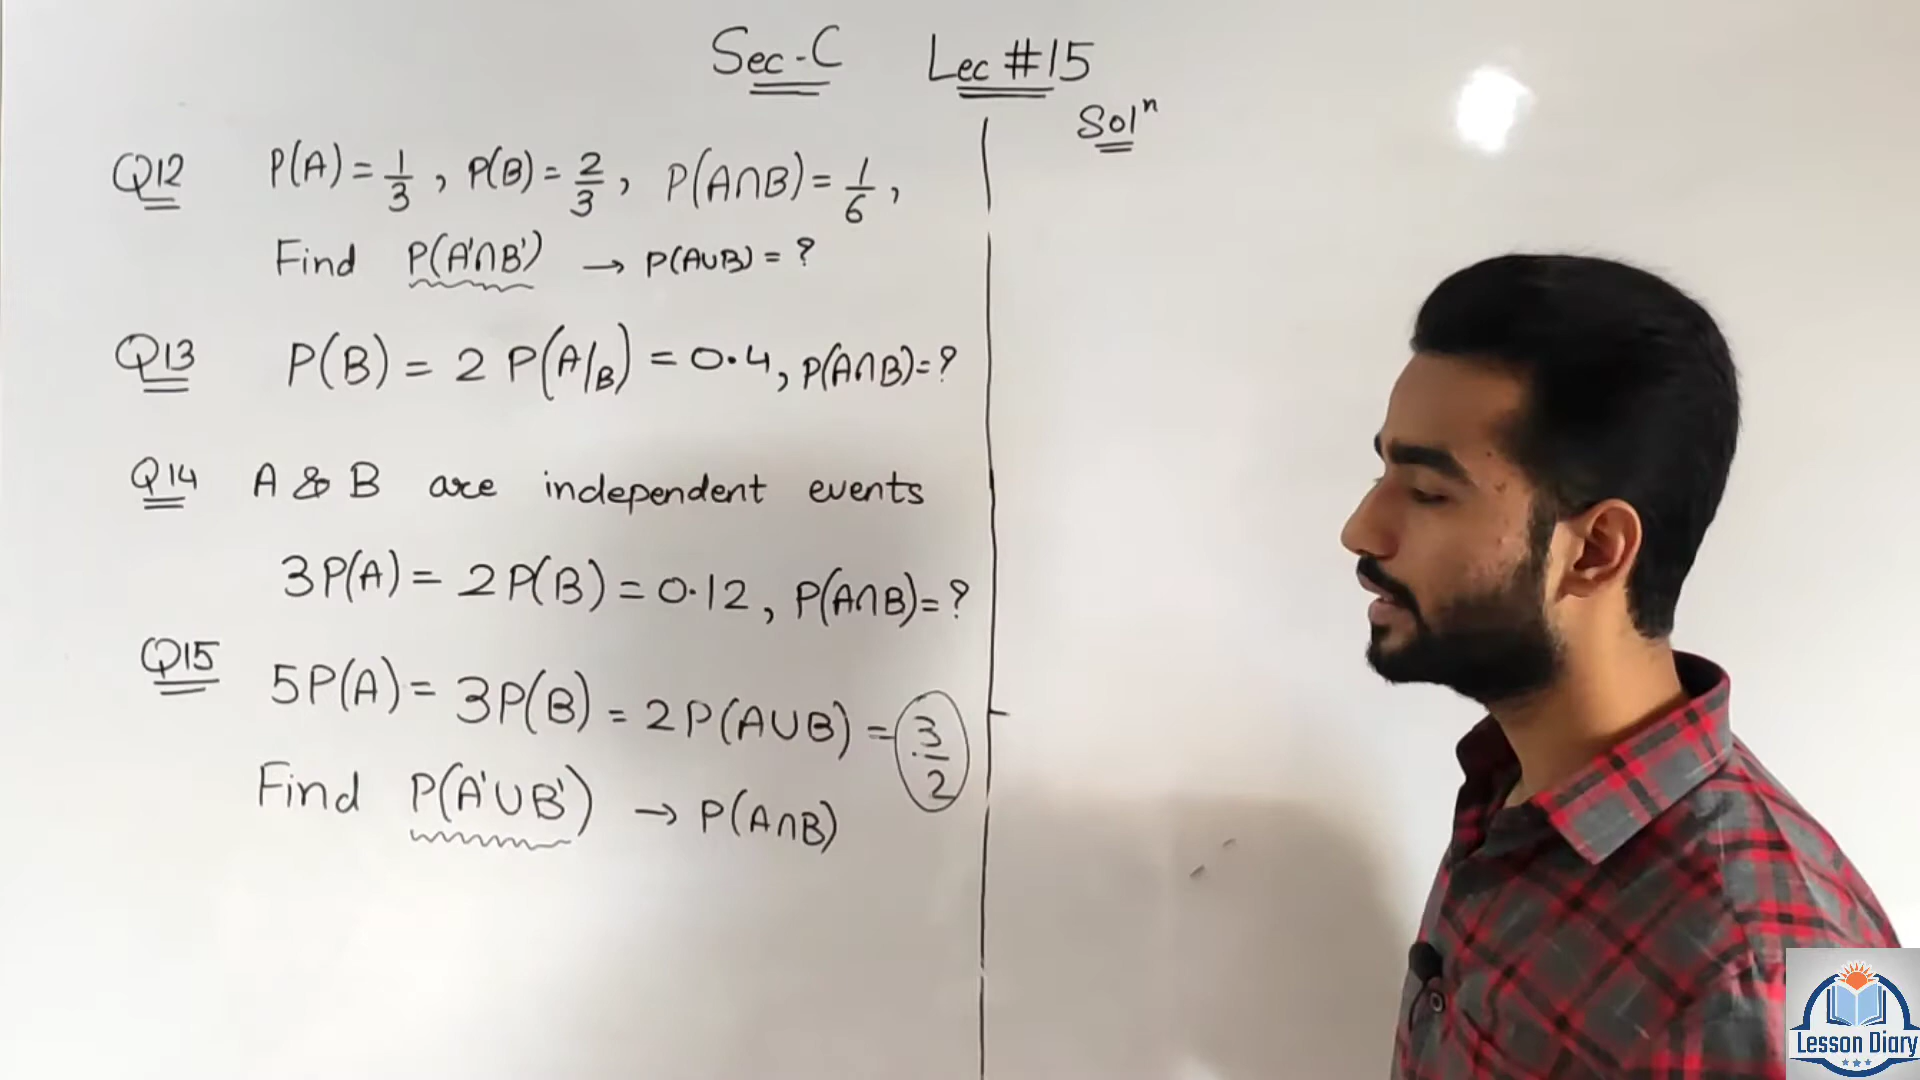 Sec-C Lec #15
Solⁿ
Q12 P(A) = 1/3, P(B) = 2/3, P(A∩B) = 1/6,
Find P(A'∩B') → P(A∪B) = ?
Q13 P(B) = 2 P(A/B) = 0.4, P(A∩B) = ?
Q14 A & B are independent events
3P(A) = 2P(B) = 0.12, P(A∩B) = ?
Q15 5P(A) = 3P(B) = 2P(A∪B) = 3/2
Find P(A'∪B') → P(A∩B)
Lesson Diary